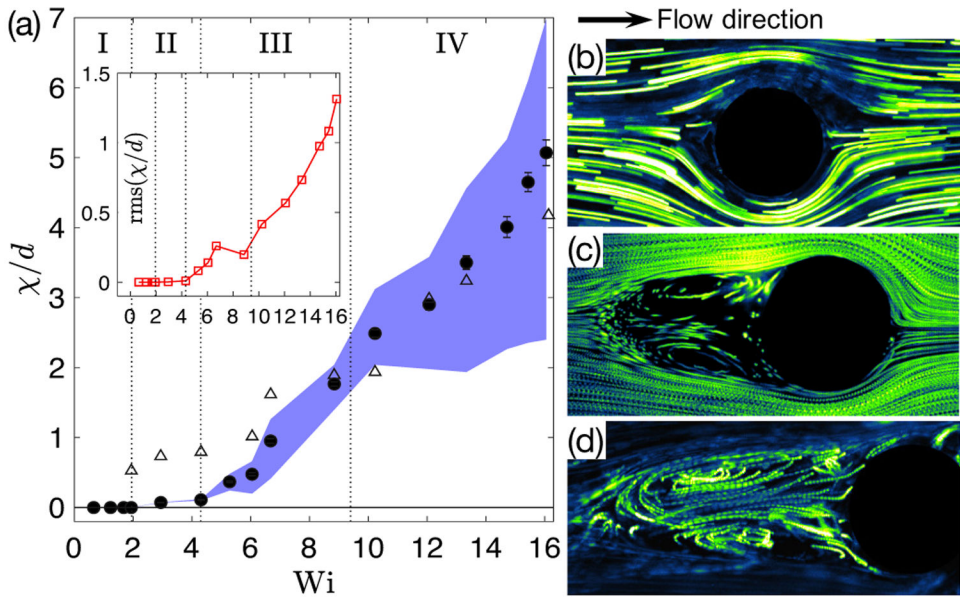 (a)
7
6
5
4
3
2
1
0
χ/d
I II III IV
1.5
1
0.5
0
rms(χ/d)
0 2 4 6 8 10 12 14 16
0 2 4 6 8 10 12 14 16
Wi
Flow direction
(b)
(c)
(d)